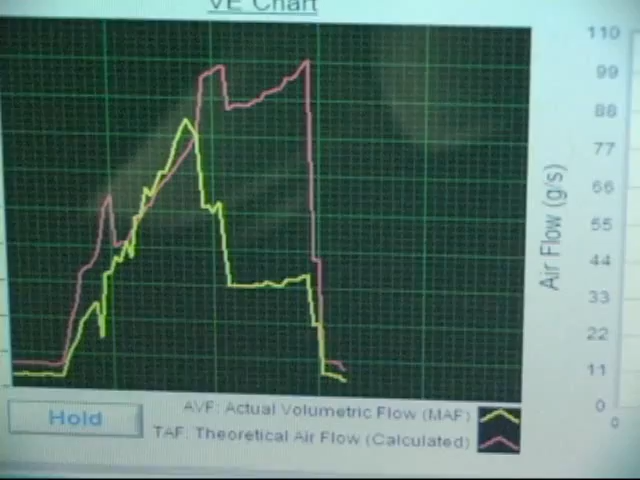 VE Chart
110
99
88
77
66
55
44
33
22
11
0
0
Air Flow (g/s)
Hold
AVF: Actual Volumetric Flow (MAF)
TAF: Theoretical Air Flow (Calculated)